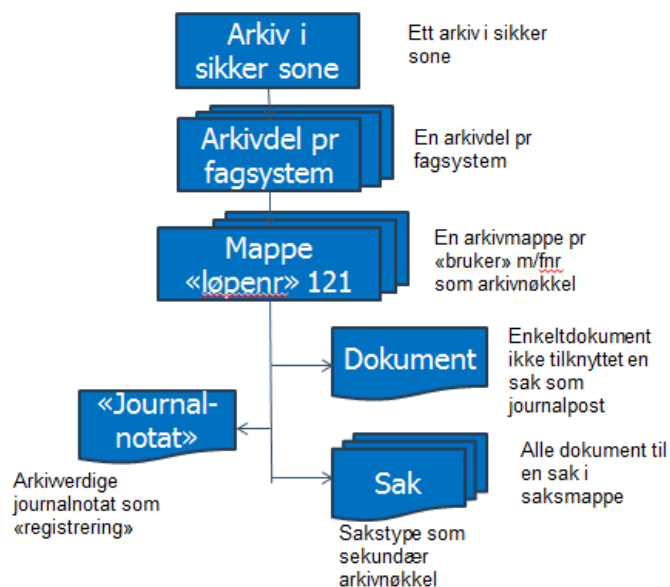 Arkiv i
sikker sone
Ett arkiv i sikker
sone
Arkivdel pr
fagsystem
En arkivdel pr
fagsystem
Mappe
«løpenr» 121
En arkivmappe pr
«bruker» m/fnr
som arkivnøkkel
Dokument
Enkeltdokument
ikke tilknyttet en
sak som
journalpost
«Journal-
notat»
Arkivverdige
journalnotat som
«registrering»
Sak
Alle dokument til
en sak i
saksmappe
Sakstype som
sekundær
arkivnøkkel